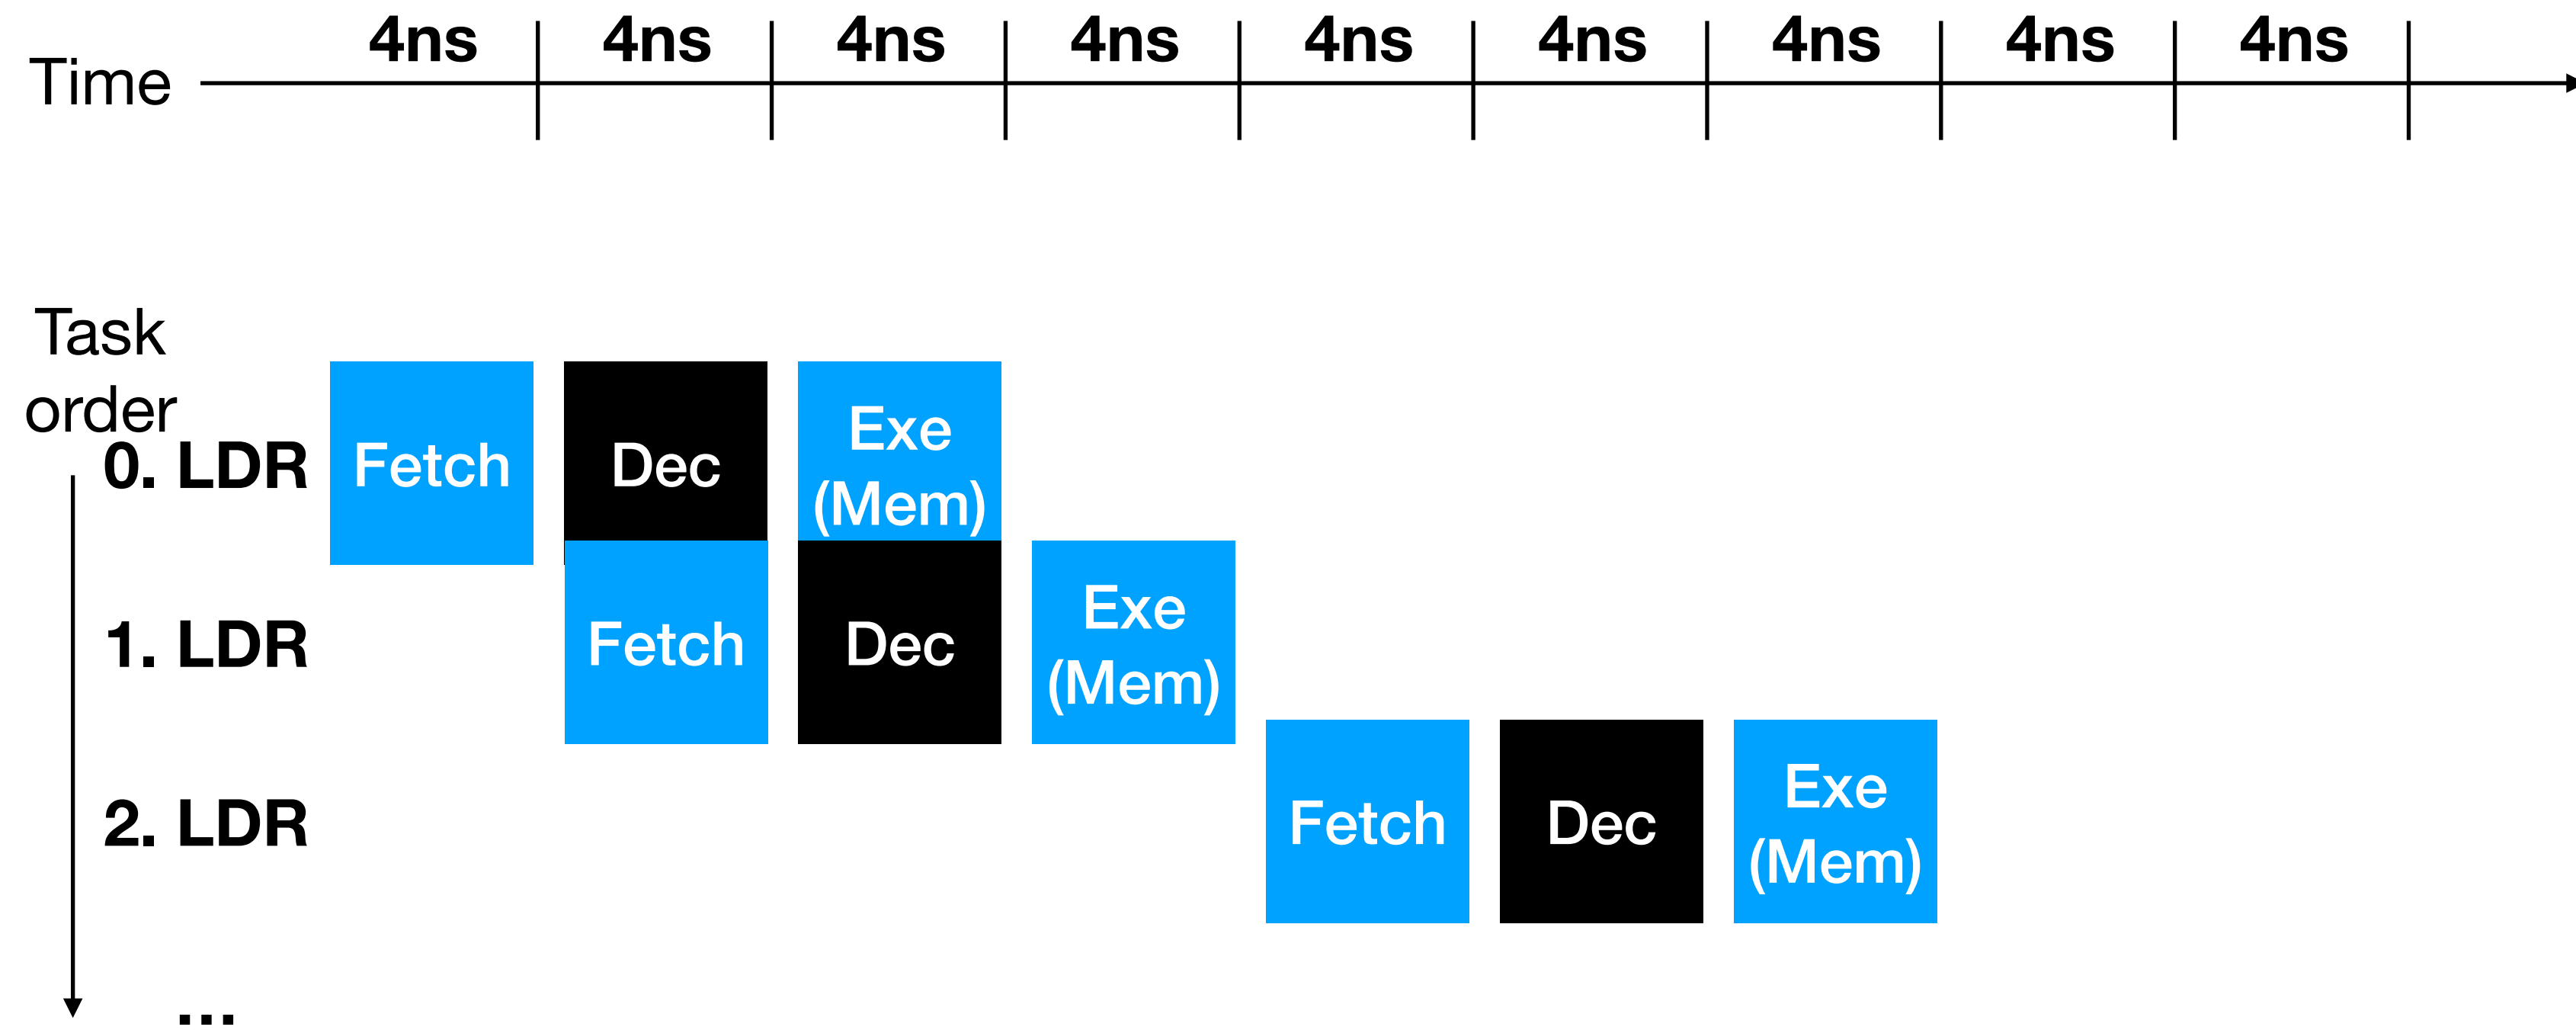 4ns 4ns 4ns 4ns 4ns 4ns 4ns 4ns 4ns
Time
Task
order
0. LDR Fetch Dec Exe
(Mem)
1. LDR Fetch Dec Exe
(Mem)
2. LDR Fetch Dec Exe
(Mem)
...